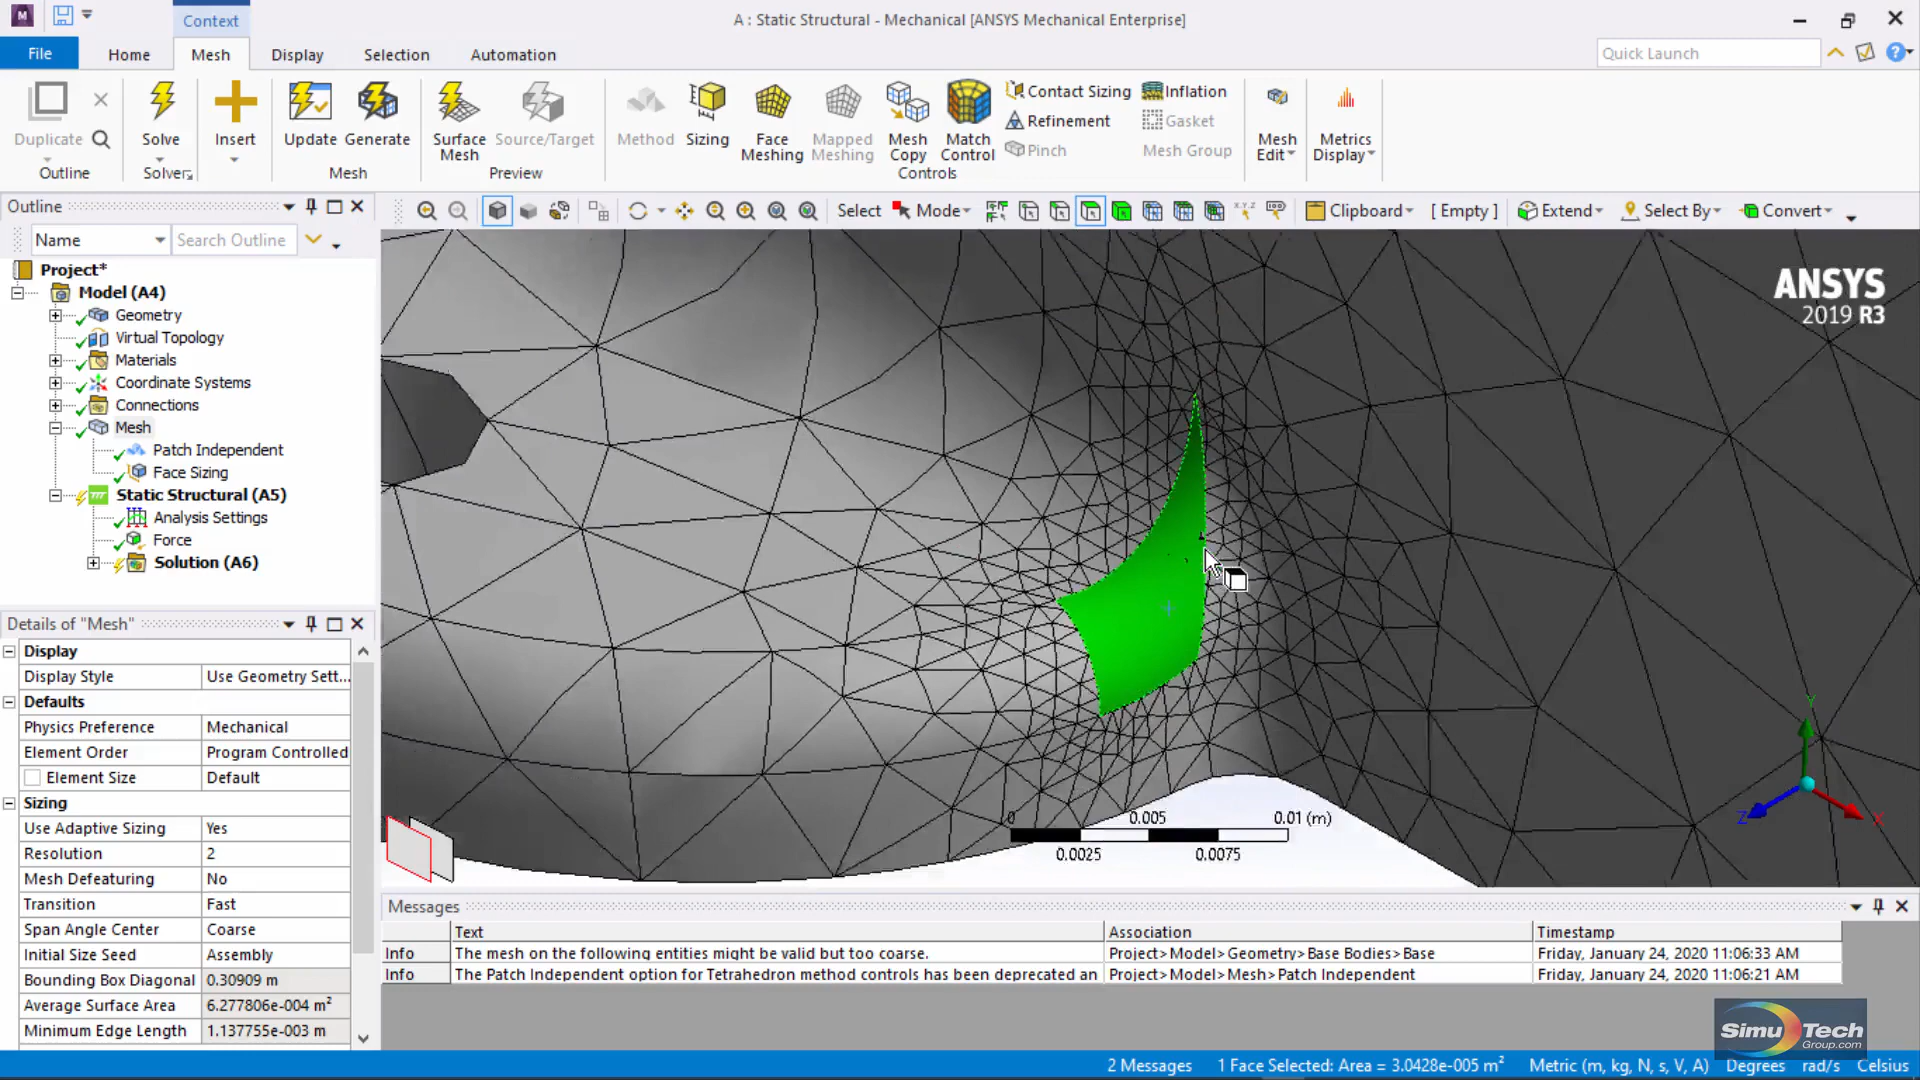 M
Context
A : Static Structural - Mechanical [ANSYS Mechanical Enterprise]
File
Home
Mesh
Display
Selection
Automation
Quick Launch
Duplicate
Outline
Solve
Solver
Insert
Update
Generate
Mesh
Surface
Mesh
Source/Target
Preview
Method
Sizing
Face
Meshing
Mapped
Meshing
Mesh
Copy
Match
Control
Contact Sizing
Refinement
Pinch
Inflation
Gasket
Mesh Group
Controls
Mesh
Edit
Metrics
Display
Outline
Select
Mode
Clipboard
[ Empty ]
Extend
Select By
Convert
Name
Search Outline
Project*
Model (A4)
Geometry
Virtual Topology
Materials
Coordinate Systems
Connections
Mesh
Patch Independent
Face Sizing
Static Structural (A5)
Analysis Settings
Force
Solution (A6)
ANSYS
2019 R3
Y
Z
X
0
0.005
0.01 (m)
0.0025
0.0075
Details of "Mesh"
Display
Display Style Use Geometry Sett...
Defaults
Physics Preference Mechanical
Element Order Program Controlled
Element Size Default
Sizing
Use Adaptive Sizing Yes
Resolution 2
Mesh Defeaturing No
Transition Fast
Span Angle Center Coarse
Initial Size Seed Assembly
Bounding Box Diagonal 0.30909 m
Average Surface Area 6.277806e-004 m²
Minimum Edge Length 1.137755e-003 m
Messages
Text Association Timestamp
Info The mesh on the following entities might be valid but too coarse. Project>Model>Geometry>Base Bodies>Base Friday, January 24, 2020 11:06:33 AM
Info The Patch Independent option for Tetrahedron method controls has been deprecated an Project>Model>Mesh>Patch Independent Friday, January 24, 2020 11:06:21 AM
SimuTech
Group.com
2 Messages 1 Face Selected: Area = 3.0428e-005 m² Metric (m, kg, N, s, V, A) Degrees rad/s Celsius